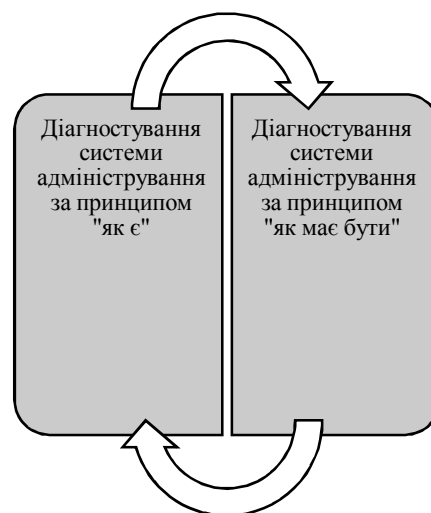 Діагностування
системи
адміністрування
за принципом
"як є"
Діагностування
системи
адміністрування
за принципом
"як має бути"